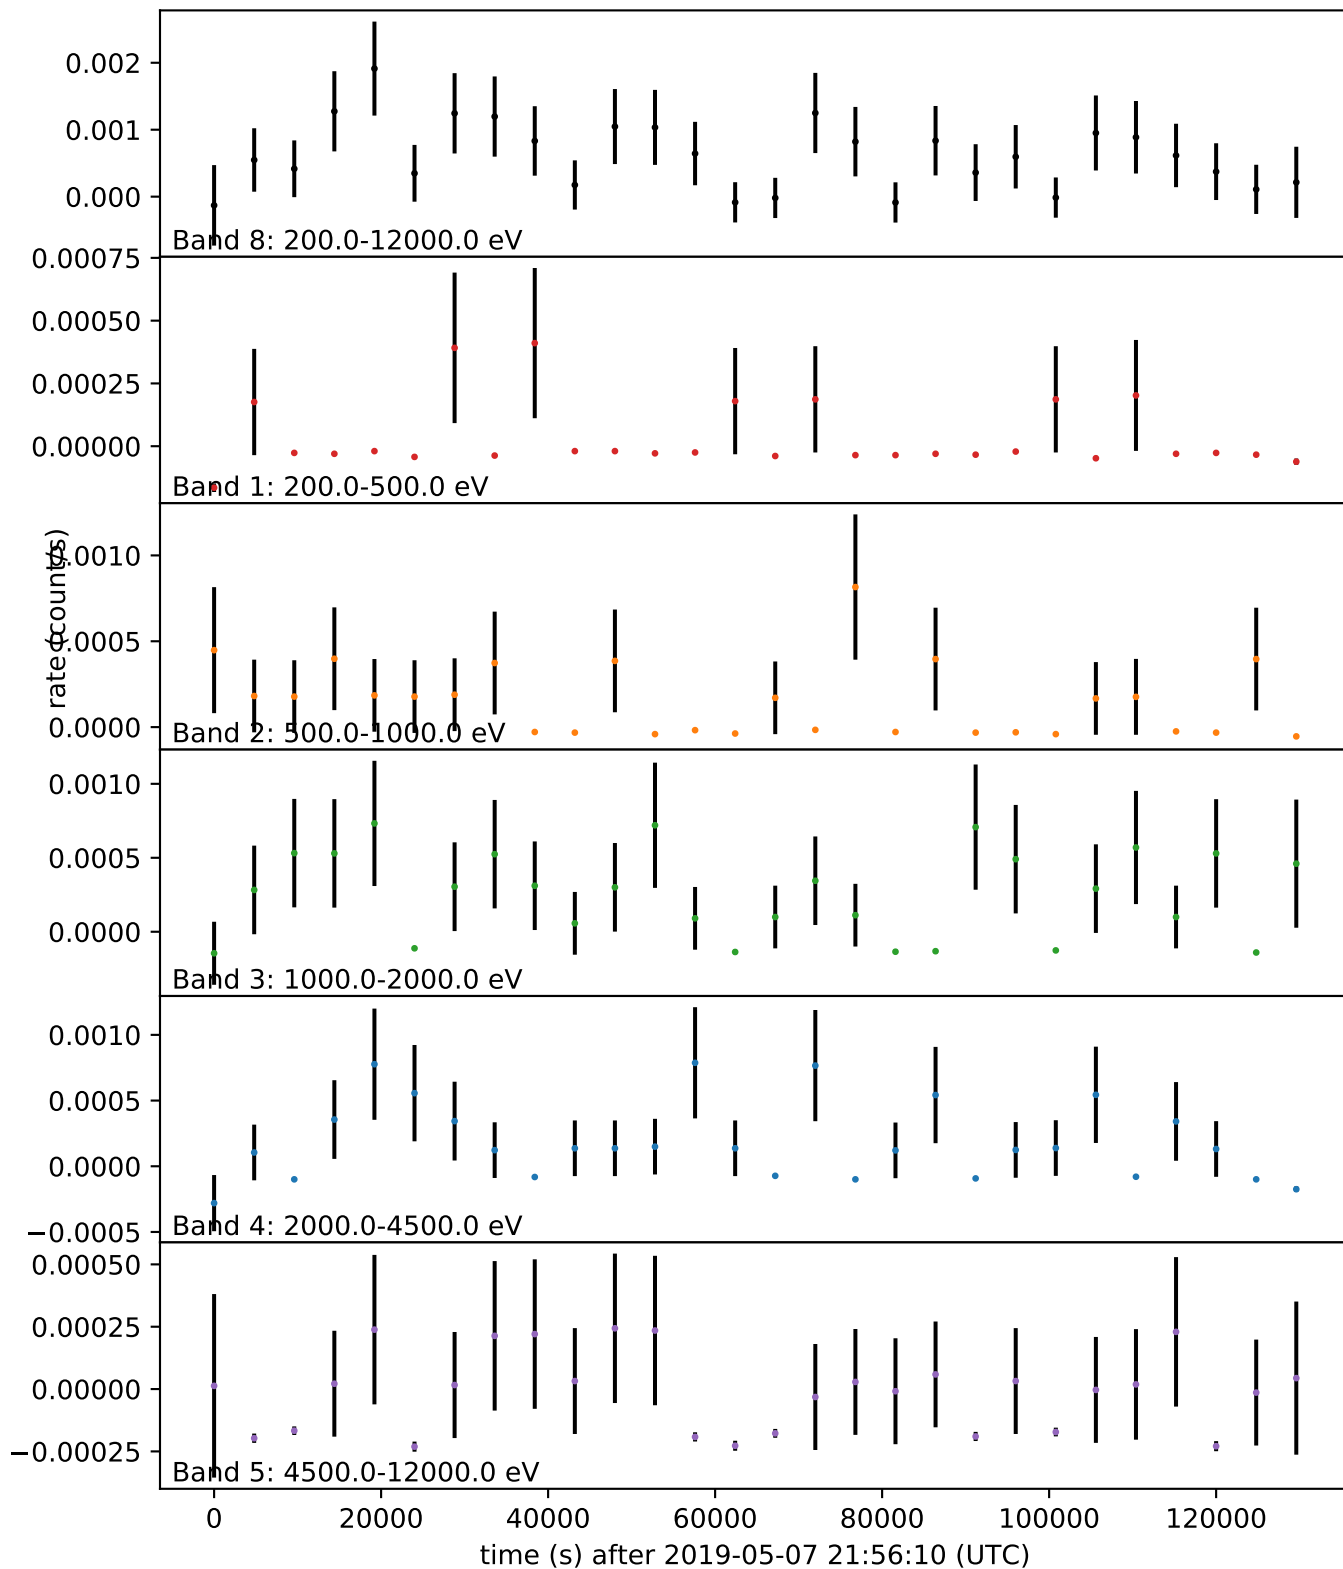 0.002
0.001
0.000
Band 8: 200.0-12000.0 eV
0.00075
0.00050
0.00025
0.00000
Band 1: 200.0-500.0 eV
rate (count/s)
0.0010
0.0005
0.0000
Band 2: 500.0-1000.0 eV
0.0010
0.0005
0.0000
Band 3: 1000.0-2000.0 eV
0.0010
0.0005
0.0000
−0.0005
Band 4: 2000.0-4500.0 eV
0.00050
0.00025
0.00000
−0.00025
Band 5: 4500.0-12000.0 eV
0 20000 40000 60000 80000 100000 120000
time (s) after 2019-05-07 21:56:10 (UTC)